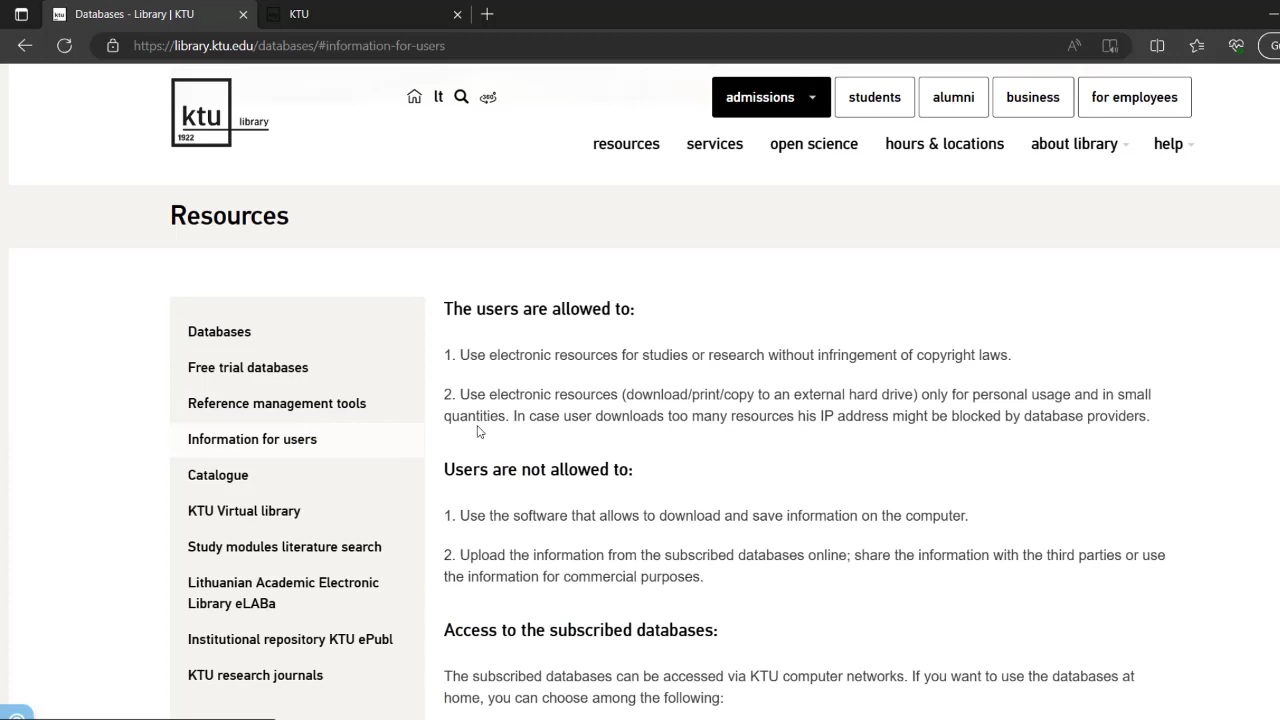 Databases - Library | KTU
KTU
https://library.ktu.edu/databases/#information-for-users
ktu
1922
library
lt
360
admissions
students
alumni
business
for employees
resources
services
open science
hours & locations
about library
help
Resources
Databases
Free trial databases
Reference management tools
Information for users
Catalogue
KTU Virtual library
Study modules literature search
Lithuanian Academic Electronic
Library eLABa
Institutional repository KTU ePubl
KTU research journals
The users are allowed to:
1. Use electronic resources for studies or research without infringement of copyright laws.
2. Use electronic resources (download/print/copy to an external hard drive) only for personal usage and in small
quantities. In case user downloads too many resources his IP address might be blocked by database providers.
Users are not allowed to:
1. Use the software that allows to download and save information on the computer.
2. Upload the information from the subscribed databases online; share the information with the third parties or use
the information for commercial purposes.
Access to the subscribed databases:
The subscribed databases can be accessed via KTU computer networks. If you want to use the databases at
home, you can choose among the following: